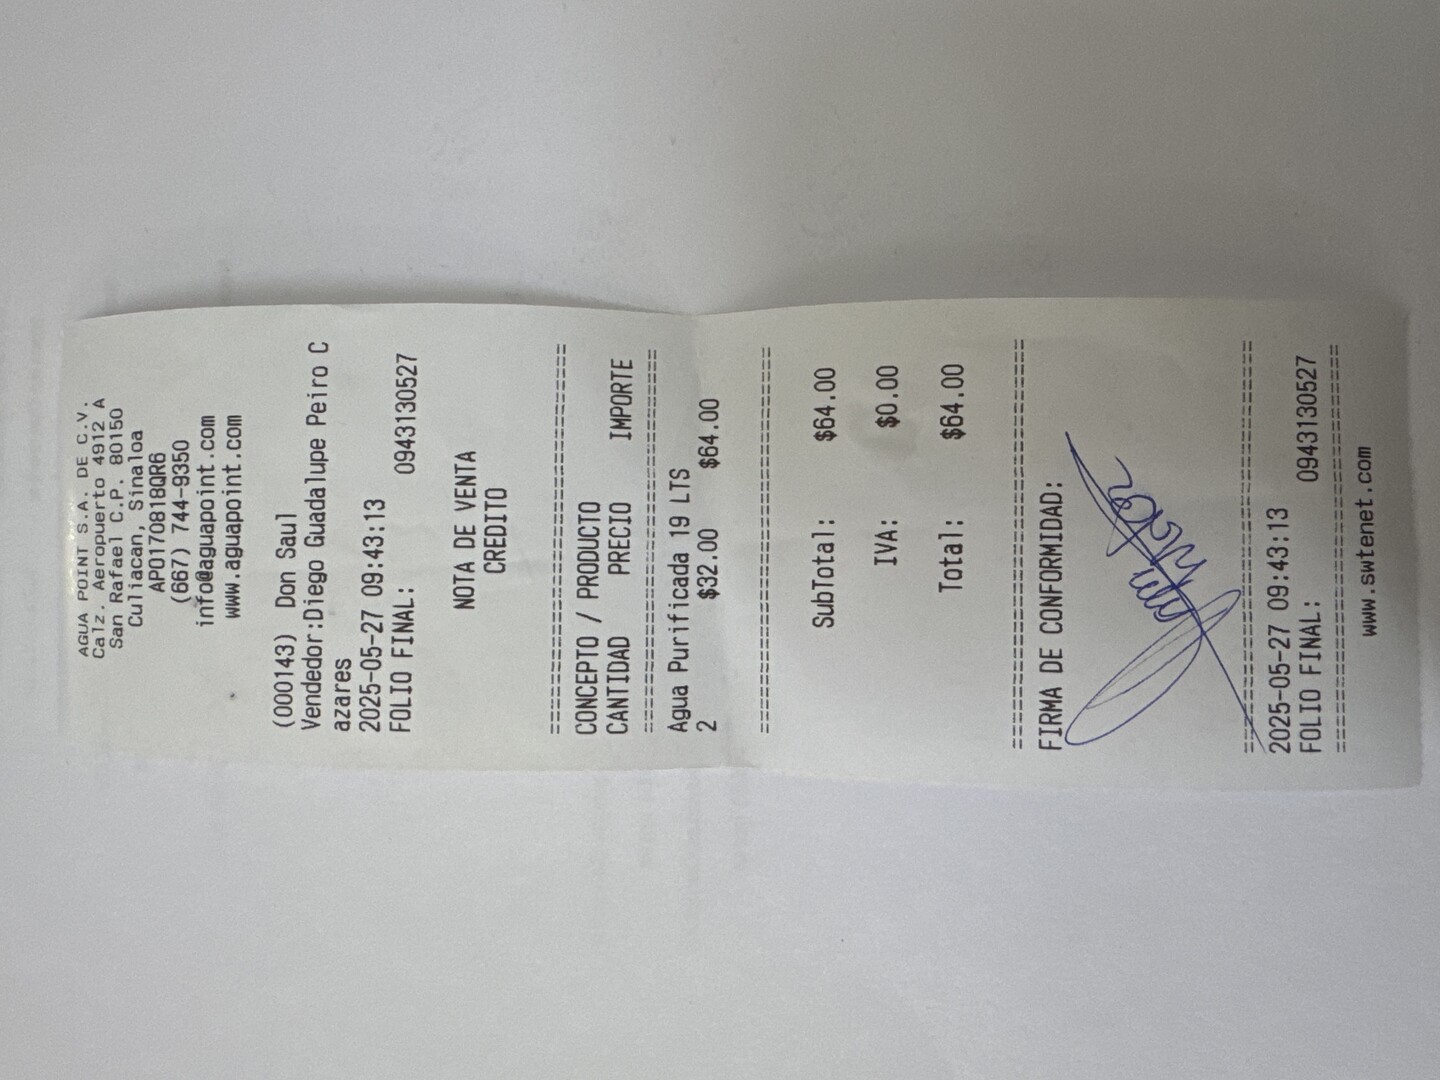 AGUA POINT S.A. DE C.V.
Calz. Aeropuerto 4912 A
San Rafael C.P. 80150
Culiacan, Sinaloa
APO170818QR6
(667) 744-9350
info@aguapoint.com
www.aguapoint.com
(000143) Don Saul
Vendedor:Diego Guadalupe Peiro C
azares
2025-05-27 09:43:13
FOLIO FINAL: 0943130527
NOTA DE VENTA
CREDITO
CONCEPTO / PRODUCTO
CANTIDAD PRECIO IMPORTE
Agua Purificada 19 LTS
2 $32.00 $64.00
SubTotal: $64.00
IVA: $0.00
Total: $64.00
FIRMA DE CONFORMIDAD:
2025-05-27 09:43:13
FOLIO FINAL: 0943130527
www.swtenet.com